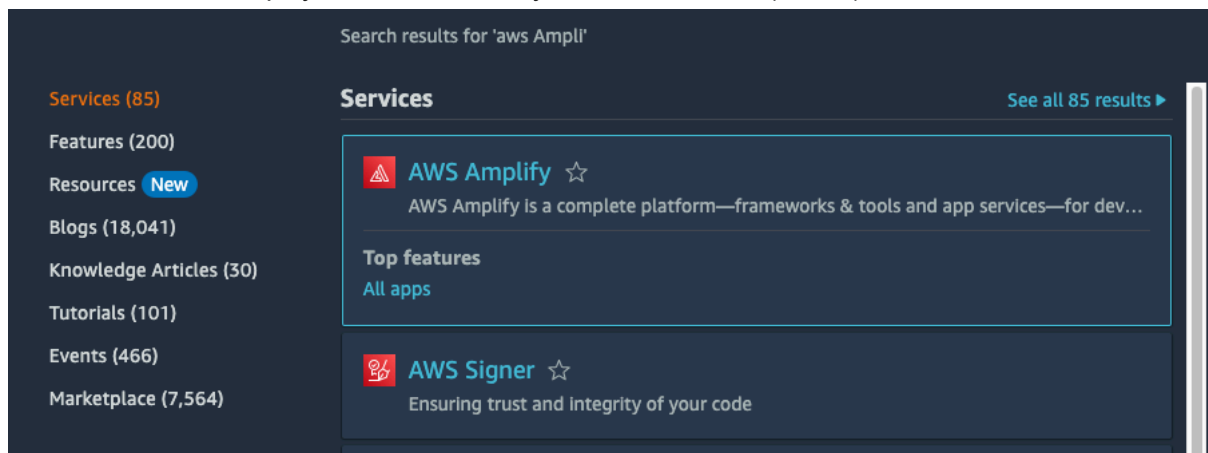 Search results for 'aws Ampli'
Services (85)
Features (200)
Resources New
Blogs (18,041)
Knowledge Articles (30)
Tutorials (101)
Events (466)
Marketplace (7,564)
Services
See all 85 results
AWS Amplify
AWS Amplify is a complete platform—frameworks & tools and app services—for dev...
Top features
All apps
AWS Signer
Ensuring trust and integrity of your code